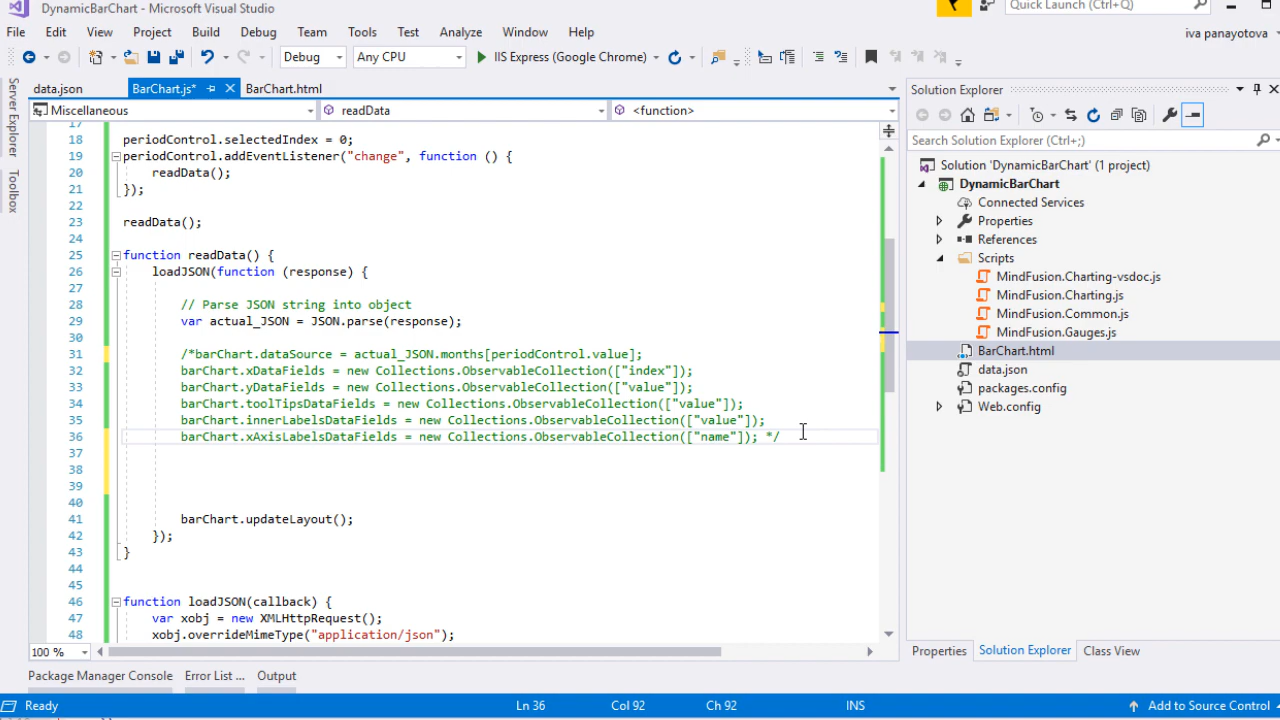 DynamicBarChart - Microsoft Visual Studio
Quick Launch (Ctrl+;)
File Edit View Project Build Debug Team Tools Test Analyze Window Help
iva panayotova
Debug Any CPU IIS Express (Google Chrome)
Server Explorer
Toolbox
data.json BarChart.js* BarChart.html
Miscellaneous readData <function>
17
18 periodControl.selectedIndex = 0;
19 periodControl.addEventListener("change", function () {
20 readData();
21 });
22
23 readData();
24
25 function readData() {
26 loadJSON(function (response) {
27
28 // Parse JSON string into object
29 var actual_JSON = JSON.parse(response);
30
31 /*barChart.dataSource = actual_JSON.months[periodControl.value];
32 barChart.xDataFields = new Collections.ObservableCollection(["index"]);
33 barChart.yDataFields = new Collections.ObservableCollection(["value"]);
34 barChart.toolTipsDataFields = new Collections.ObservableCollection(["value"]);
35 barChart.innerLabelsDataFields = new Collections.ObservableCollection(["value"]);
36 barChart.xAxisLabelsDataFields = new Collections.ObservableCollection(["name"]); */
37
38
39
40
41 barChart.updateLayout();
42 });
43 }
44
45
46 function loadJSON(callback) {
47 var xobj = new XMLHttpRequest();
48 xobj.overrideMimeType("application/json");
100 %
Solution Explorer
Search Solution Explorer (Ctrl+;)
Solution 'DynamicBarChart' (1 project)
DynamicBarChart
Connected Services
Properties
References
Scripts
MindFusion.Charting-vsdoc.js
MindFusion.Charting.js
MindFusion.Common.js
MindFusion.Gauges.js
BarChart.html
data.json
packages.config
Web.config
Properties Solution Explorer Class View
Package Manager Console Error List ... Output
Ready Ln 36 Col 92 Ch 92 INS Add to Source Control